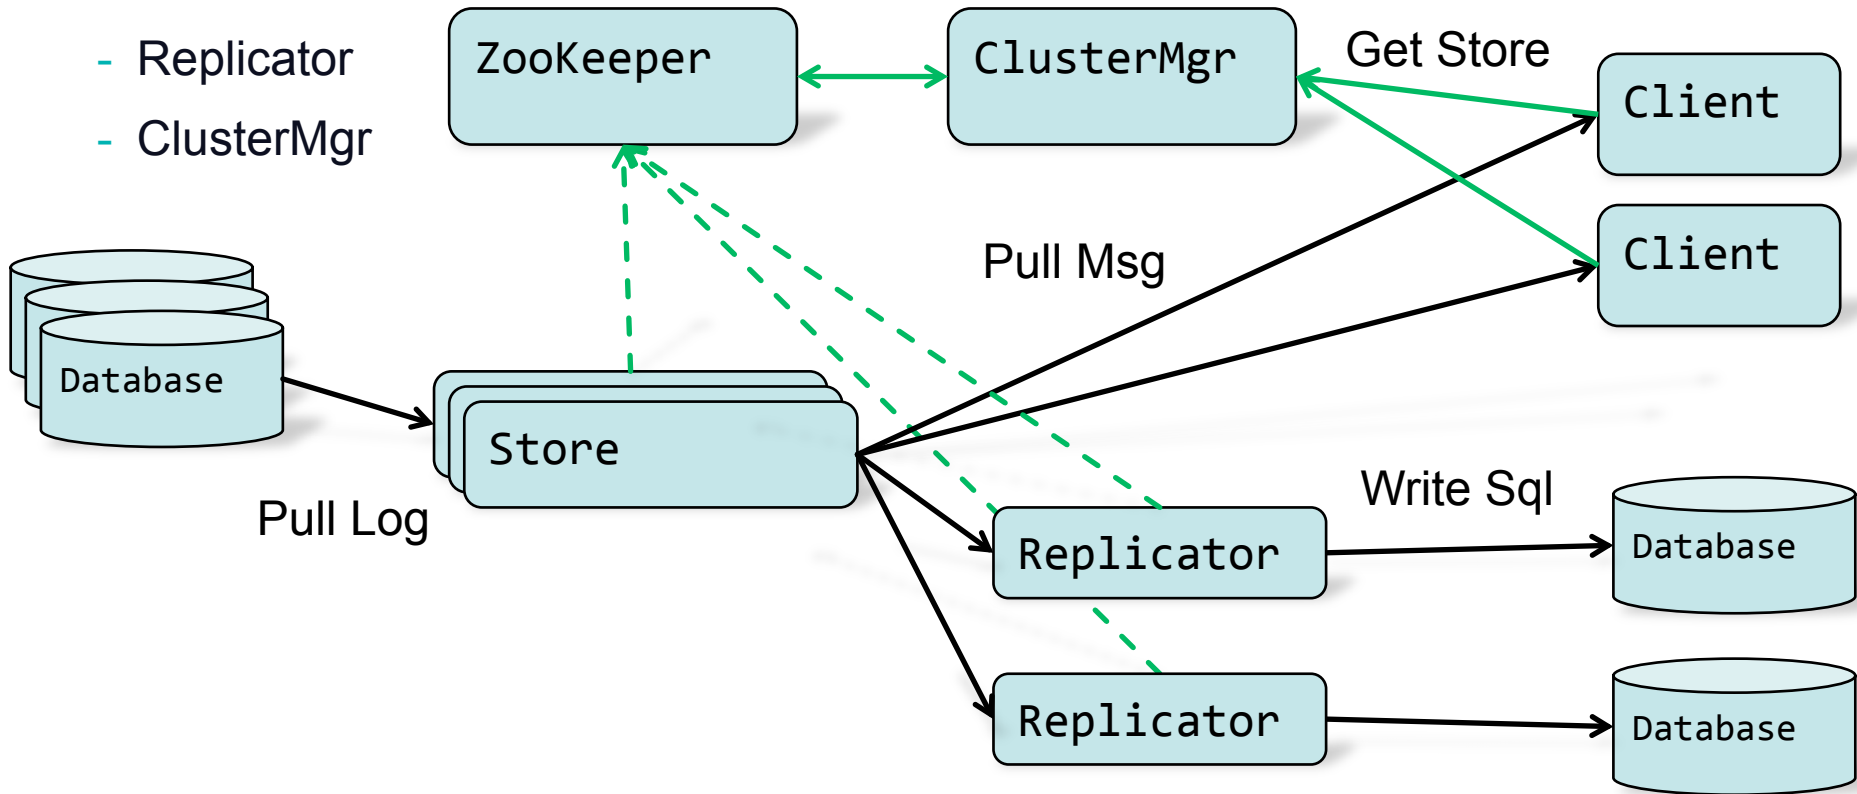 - Replicator
- ClusterMgr
ZooKeeper
ClusterMgr
Get Store
Client
Client
Pull Msg
Database
Store
Pull Log
Write Sql
Replicator
Database
Replicator
Database